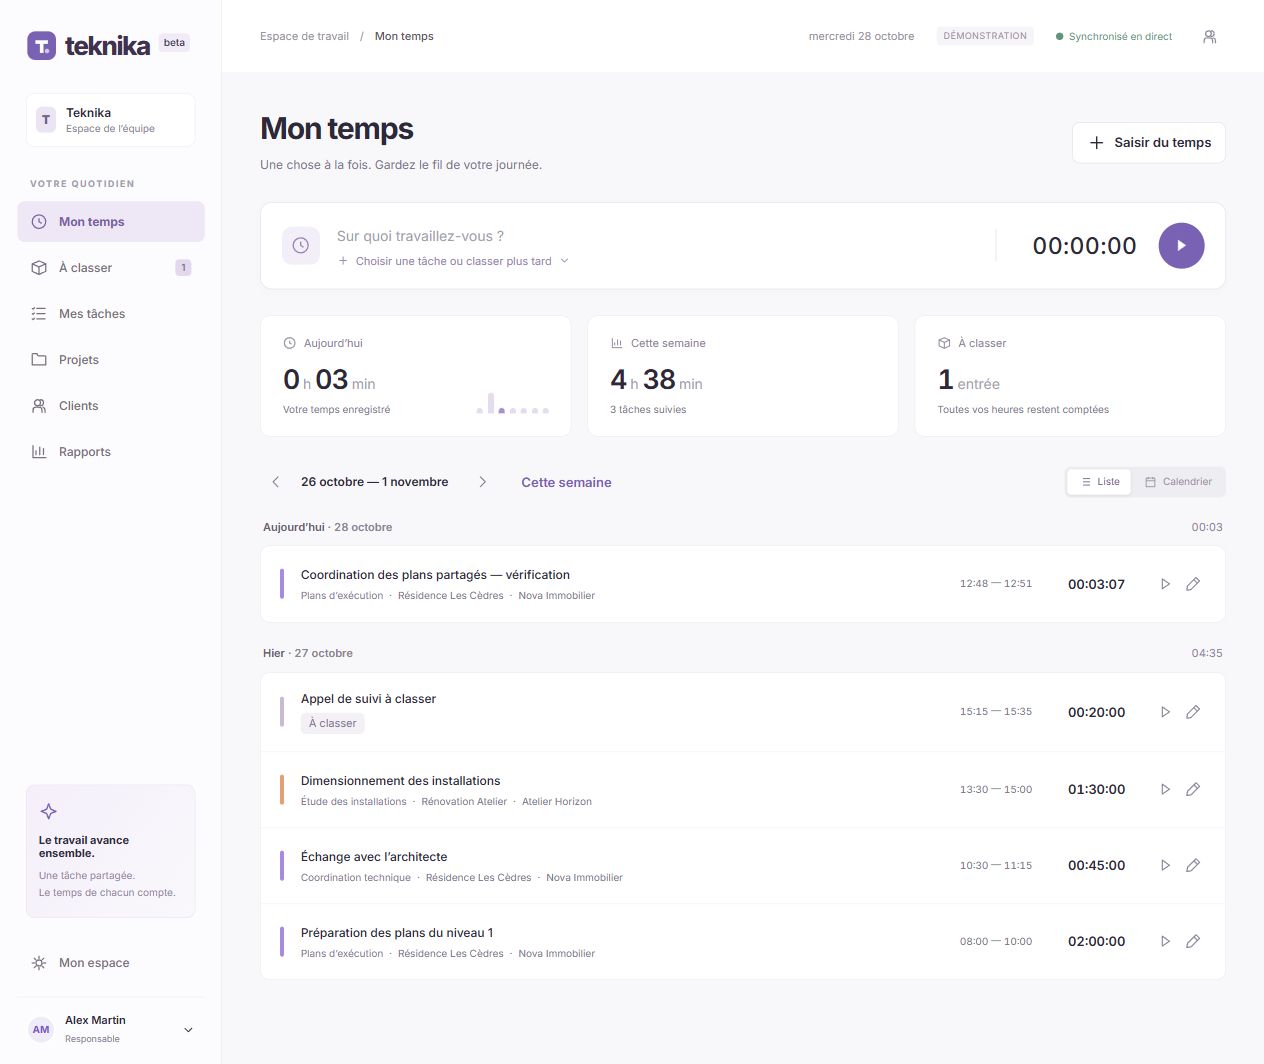 T.
teknika
beta
T
Teknika
Espace de l'équipe
VOTRE QUOTIDIEN
Mon temps
À classer
1
Mes tâches
Projets
Clients
Rapports
Le travail avance
ensemble.
Une tâche partagée.
Le temps de chacun compte.
Mon espace
AM
Alex Martin
Responsable
Espace de travail / Mon temps
mercredi 28 octobre
DÉMONSTRATION
Synchronisé en direct
Mon temps
Une chose à la fois. Gardez le fil de votre journée.
Saisir du temps
Sur quoi travaillez-vous ?
Choisir une tâche ou classer plus tard
00:00:00
Aujourd'hui
0 h 03 min
Votre temps enregistré
Cette semaine
4 h 38 min
3 tâches suivies
À classer
1 entrée
Toutes vos heures restent comptées
26 octobre — 1 novembre
Cette semaine
Liste
Calendrier
Aujourd'hui · 28 octobre
00:03
Coordination des plans partagés — vérification
Plans d'exécution · Résidence Les Cèdres · Nova Immobilier
12:48 — 12:51
00:03:07
Hier · 27 octobre
04:35
Appel de suivi à classer
À classer
15:15 — 15:35
00:20:00
Dimensionnement des installations
Étude des installations · Rénovation Atelier · Atelier Horizon
13:30 — 15:00
01:30:00
Échange avec l'architecte
Coordination technique · Résidence Les Cèdres · Nova Immobilier
10:30 — 11:15
00:45:00
Préparation des plans du niveau 1
Plans d'exécution · Résidence Les Cèdres · Nova Immobilier
08:00 — 10:00
02:00:00